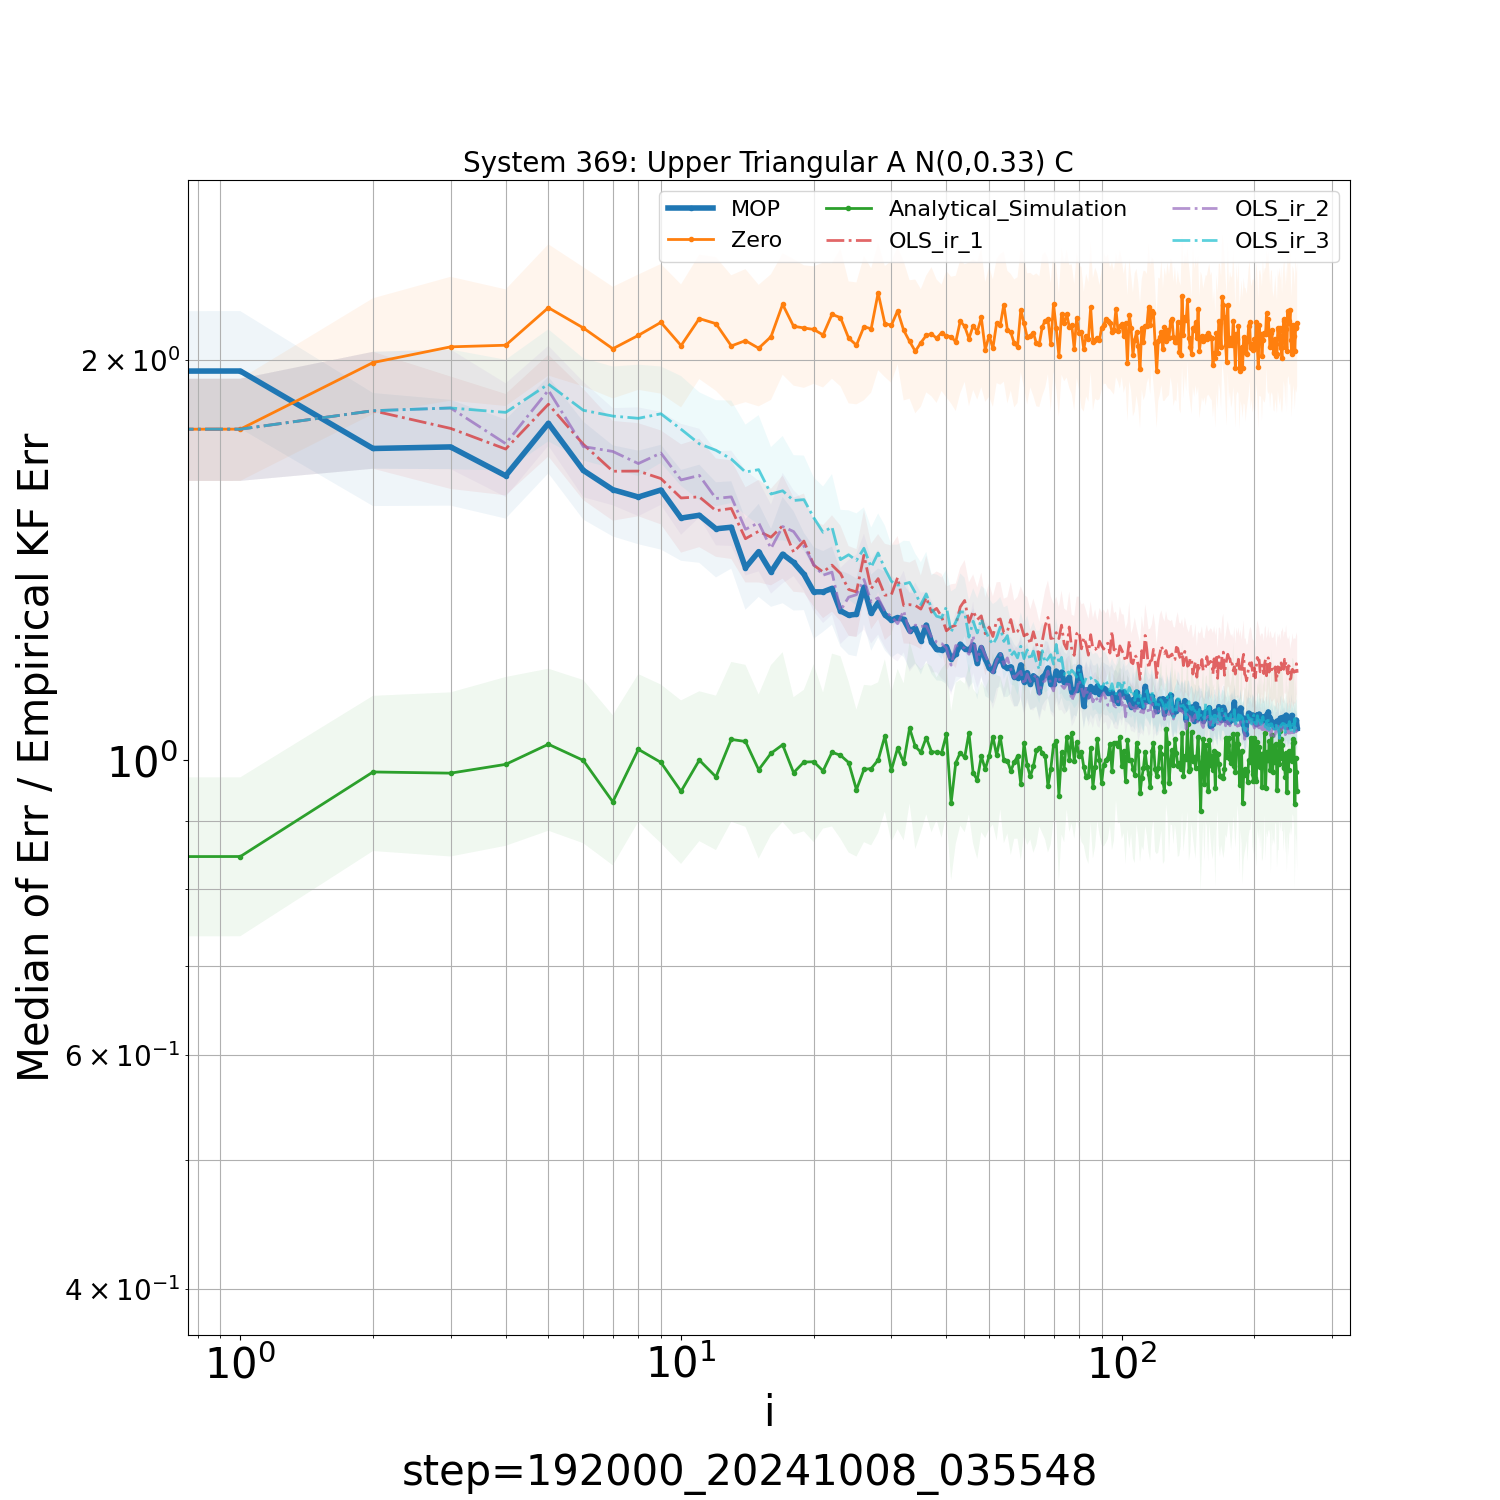 System 369: Upper Triangular A N(0,0.33) C
MOP
Zero
Analytical_Simulation
OLS_ir_1
OLS_ir_2
OLS_ir_3
Median of Err / Empirical KF Err
2 × 10⁰
10⁰
6 × 10⁻¹
4 × 10⁻¹
10⁰ 10¹ 10²
i
step=192000_20241008_035548